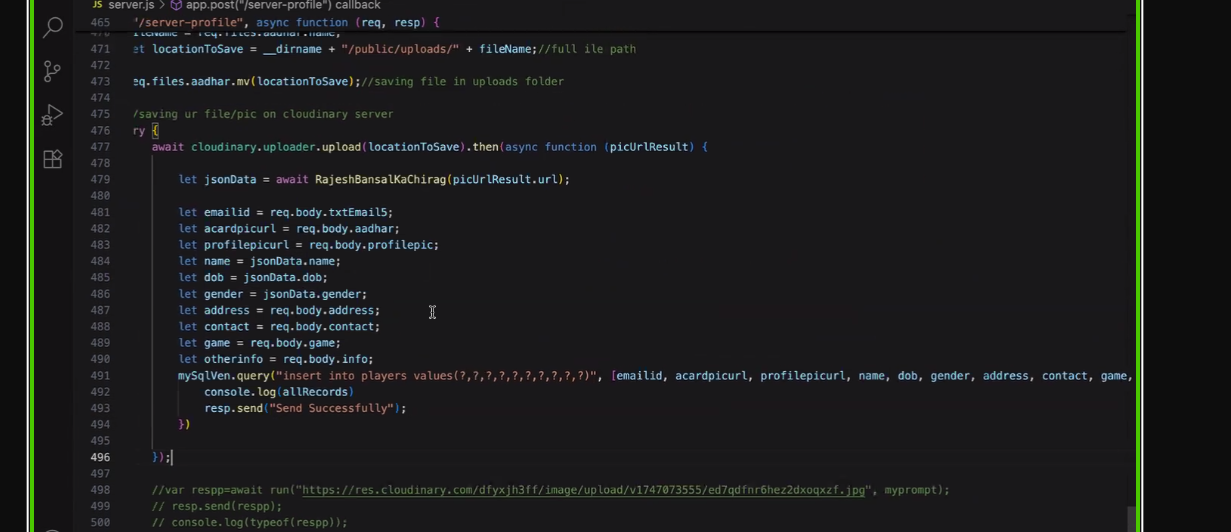 JS server.js > app.post("/server-profile") callback
465 "/server-profile", async function (req, resp) {
470 fileName = req.files.aadhar.name;
471 et locationToSave = __dirname + "/public/uploads/" + fileName;//full ile path
472
473 eq.files.aadhar.mv(locationToSave);//saving file in uploads folder
474
475 /saving ur file/pic on cloudinary server
476 ry {
477 await cloudinary.uploader.upload(locationToSave).then(async function (picUrlResult) {
478
479 let jsonData = await RajeshBansalKaChirag(picUrlResult.url);
480
481 let emailid = req.body.txtEmail5;
482 let acardpicurl = req.body.aadhar;
483 let profilepicurl = req.body.profilepic;
484 let name = jsonData.name;
485 let dob = jsonData.dob;
486 let gender = jsonData.gender;
487 let address = req.body.address;
488 let contact = req.body.contact;
489 let game = req.body.game;
490 let otherinfo = req.body.info;
491 mySqlVen.query("insert into players values(?,?,?,?,?,?,?,?,?,?)", [emailid, acardpicurl, profilepicurl, name, dob, gender, address, contact, game,
492 console.log(allRecords)
493 resp.send("Send Successfully");
494 })
495
496 });
497
498 //var respp=await run("https://res.cloudinary.com/dfyxjh3ff/image/upload/v1747073555/ed7qdfnr6hez2dxoqxzf.jpg", myprompt);
499 // resp.send(respp);
500 // console.log(typeof(respp));